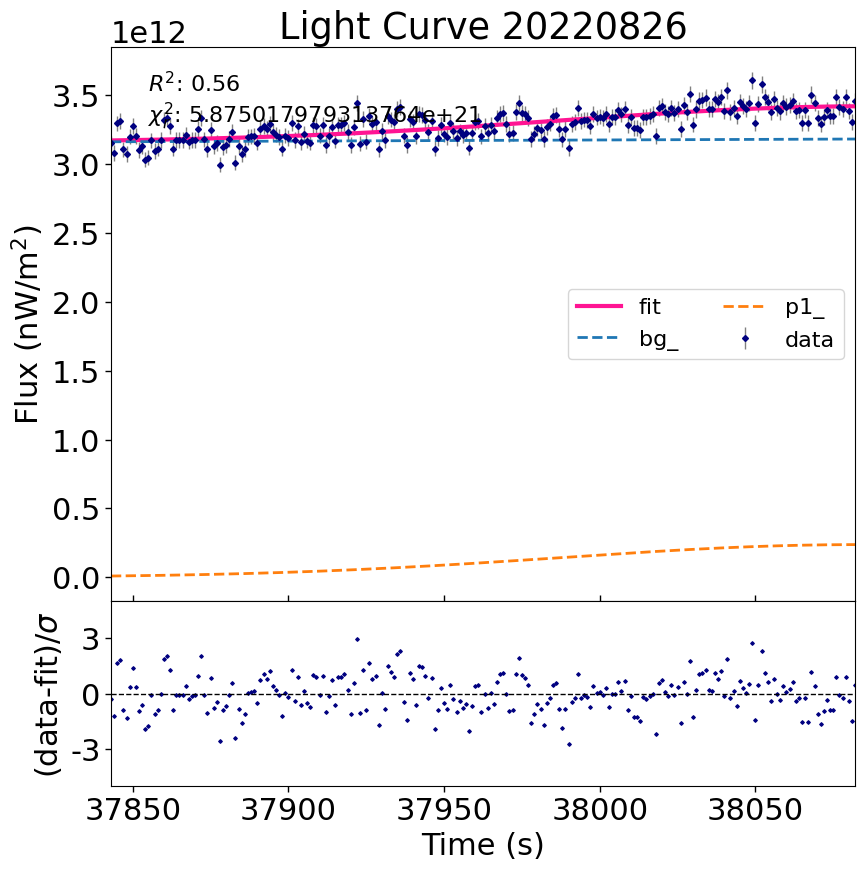 Light Curve 20220826
1e12
R²: 0.56
χ²: 5.875017979313764e+21
3.5
3.0
2.5
2.0
1.5
1.0
0.5
0.0
Flux (nW/m²)
fit
bg_
p1_
data
3
0
-3
(data-fit)/σ
37850 37900 37950 38000 38050
Time (s)